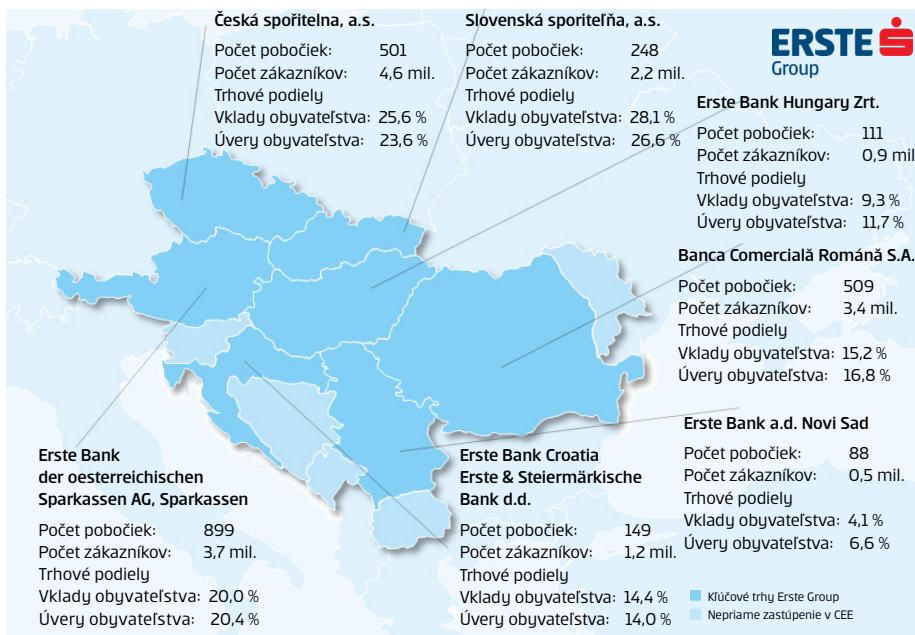 Česká spořitelna, a.s.
Počet pobočiek: 501
Počet zákazníkov: 4,6 mil.
Trhové podiely
Vklady obyvateľstva: 25,6 %
Úvery obyvateľstva: 23,6 %
Slovenská sporiteľňa, a.s.
Počet pobočiek: 248
Počet zákazníkov: 2,2 mil.
Trhové podiely
Vklady obyvateľstva: 28,1 %
Úvery obyvateľstva: 26,6 %
ERSTE
Group
Erste Bank Hungary Zrt.
Počet pobočiek: 111
Počet zákazníkov: 0,9 mil
Trhové podiely
Vklady obyvateľstva: 9,3 %
Úvery obyvateľstva: 11,7 %
Banca Comercială Română S.A.
Počet pobočiek: 509
Počet zákazníkov: 3,4 mil.
Trhové podiely
Vklady obyvateľstva: 15,2 %
Úvery obyvateľstva: 16,8 %
Erste Bank a.d. Novi Sad
Počet pobočiek: 88
Počet zákazníkov: 0,5 mil.
Trhové podiely
Vklady obyvateľstva: 4,1 %
Úvery obyvateľstva: 6,6 %
Erste Bank
der oesterreichischen
Sparkassen AG, Sparkassen
Počet pobočiek: 899
Počet zákazníkov: 3,7 mil.
Trhové podiely
Vklady obyvateľstva: 20,0 %
Úvery obyvateľstva: 20,4 %
Erste Bank Croatia
Erste & Steiermärkische
Bank d.d.
Počet pobočiek: 149
Počet zákazníkov: 1,2 mil.
Trhové podiely
Vklady obyvateľstva: 14,4 %
Úvery obyvateľstva: 14,0 %
Kľúčové trhy Erste Group
Nepriame zastúpenie v CEE